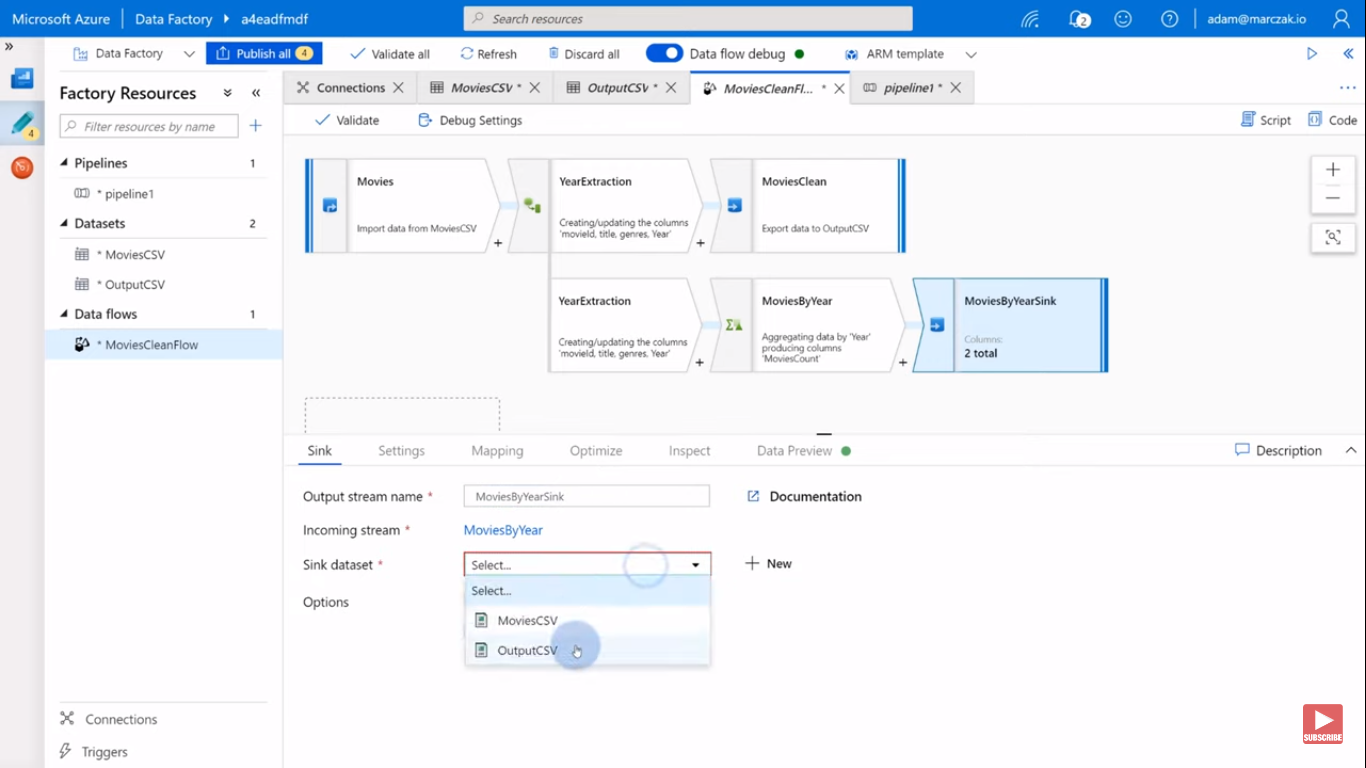 Microsoft Azure
Data Factory
a4eadfmdf
Search resources
2
adam@marczak.io
Data Factory
Publish all 4
Validate all
Refresh
Discard all
Data flow debug
ARM template
Factory Resources
Connections
MoviesCSV *
OutputCSV *
MoviesCleanFl... *
pipeline1 *
4
Filter resources by name
Validate
Debug Settings
Script
Code
Pipelines 1
* pipeline1
Datasets 2
* MoviesCSV
* OutputCSV
Data flows 1
* MoviesCleanFlow
Connections
Triggers
Movies
Import data from MoviesCSV
+
YearExtraction
Creating/updating the columns
'movieId, title, genres, Year'
+
MoviesClean
Export data to OutputCSV
YearExtraction
Creating/updating the columns
'movieId, title, genres, Year'
+
MoviesByYear
Aggregating data by 'Year'
producing columns
'MoviesCount'
+
MoviesByYearSink
Columns:
2 total
Sink
Settings
Mapping
Optimize
Inspect
Data Preview
Description
Output stream name *
MoviesByYearSink
Documentation
Incoming stream *
MoviesByYear
Sink dataset *
Select...
New
Select...
Options
MoviesCSV
OutputCSV
SUBSCRIBE